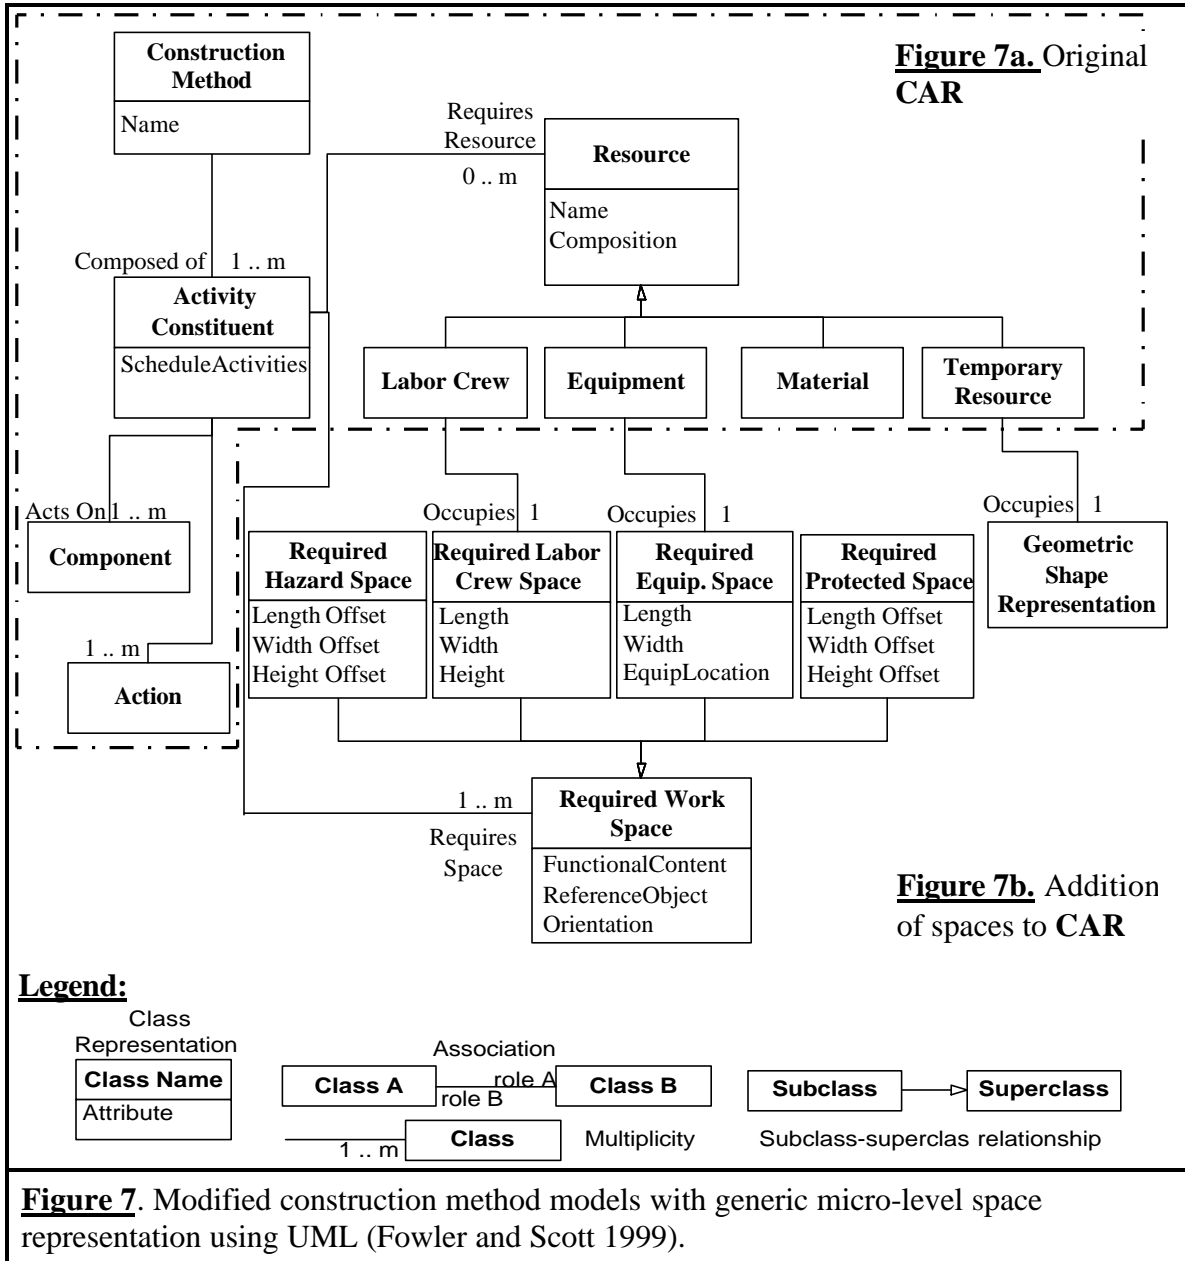 Figure 7a. Original
CAR
Construction
Method
Name
Requires
Resource
0 .. m
Resource
Name
Composition
Composed of 1 .. m
Activity
Constituent
ScheduleActivities
Labor Crew
Equipment
Material
Temporary
Resource
Acts On 1 .. m
Component
1 .. m
Action
Occupies 1
Occupies 1
Occupies 1
Required
Hazard Space
Length Offset
Width Offset
Height Offset
Required Labor
Crew Space
Length
Width
Height
Required
Equip. Space
Length
Width
EquipLocation
Required
Protected Space
Length Offset
Width Offset
Height Offset
Geometric
Shape
Representation
1 .. m
Requires
Space
Required Work
Space
FunctionalContent
ReferenceObject
Orientation
Figure 7b. Addition
of spaces to CAR
Legend:
Class
Representation
Class Name
Attribute
Association
Class A
role A
role B
Class B
1 .. m
Class
Multiplicity
Subclass
Superclass
Subclass-superclas relationship
Figure 7. Modified construction method models with generic micro-level space
representation using UML (Fowler and Scott 1999).